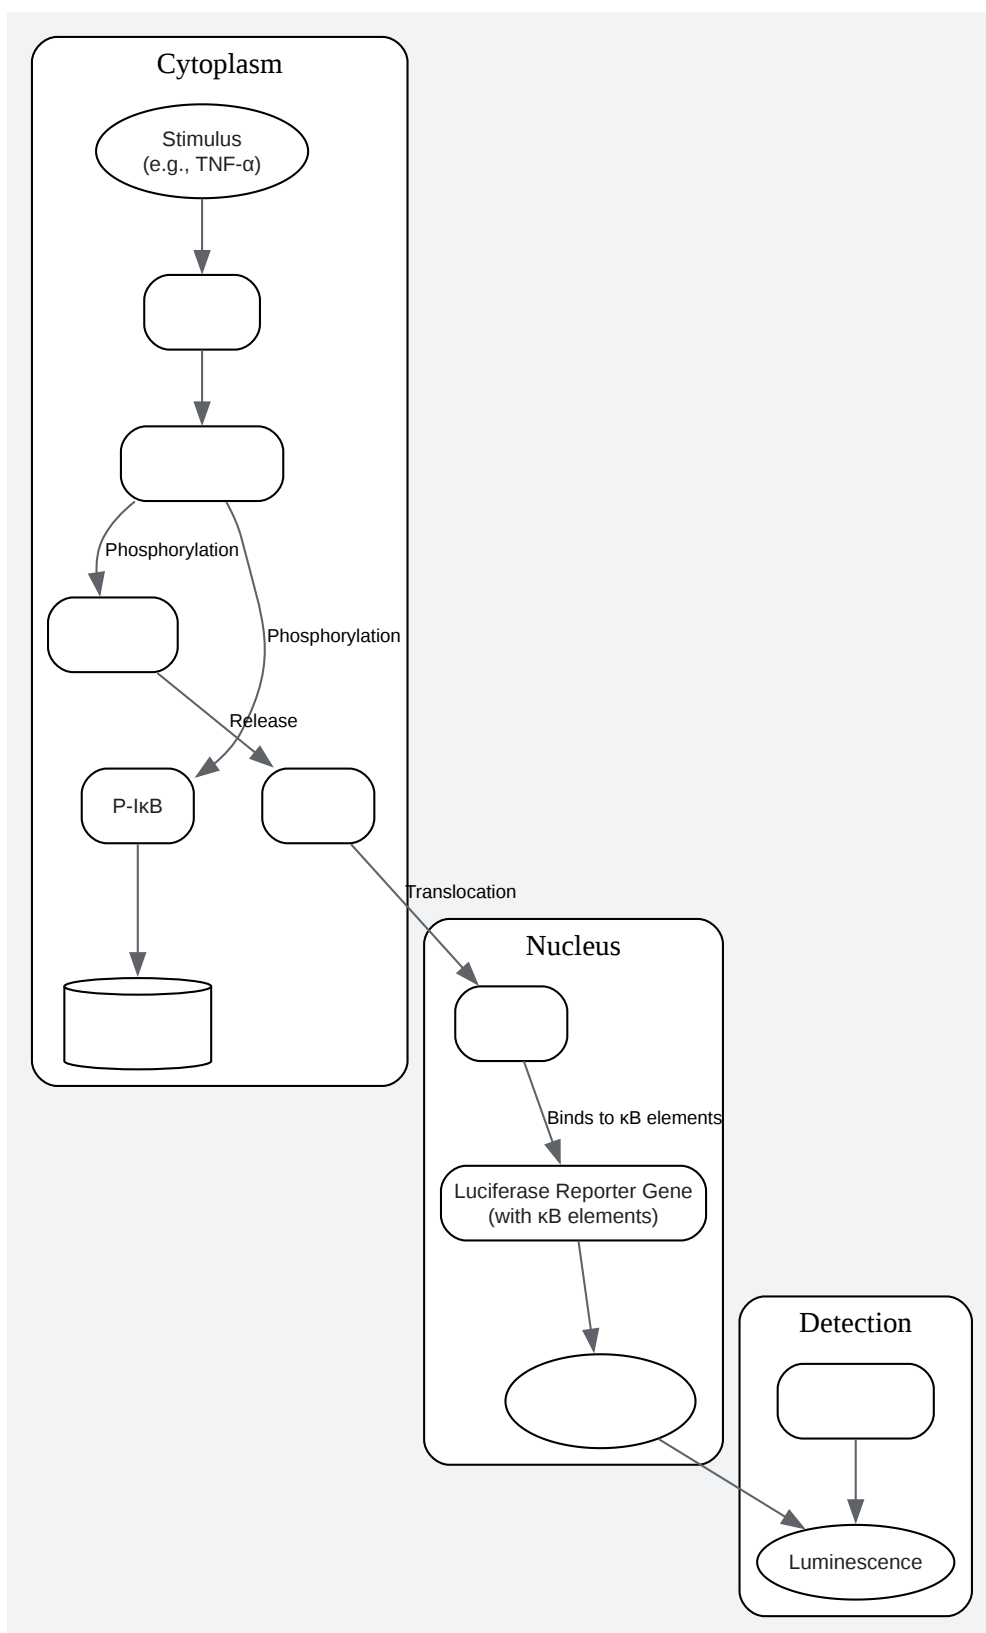 Cytoplasm
Stimulus
(e.g., TNF-α)
Phosphorylation
Phosphorylation
Release
P-IκB
Translocation
Nucleus
Binds to κB elements
Luciferase Reporter Gene
(with κB elements)
Detection
Luminescence